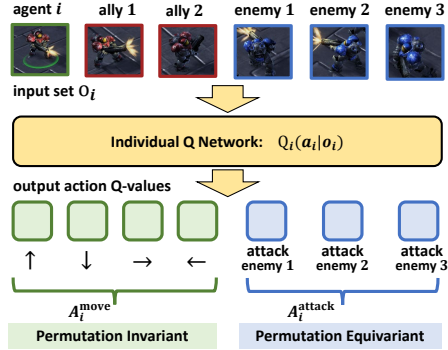 agent i ally 1 ally 2 enemy 1 enemy 2 enemy 3
input set O_i
Individual Q Network: Q_i(a_i|o_i)
output action Q-values
↑ ↓ → ← attack enemy 1 attack enemy 2 attack enemy 3
A_i^move A_i^attack
Permutation Invariant Permutation Equivariant